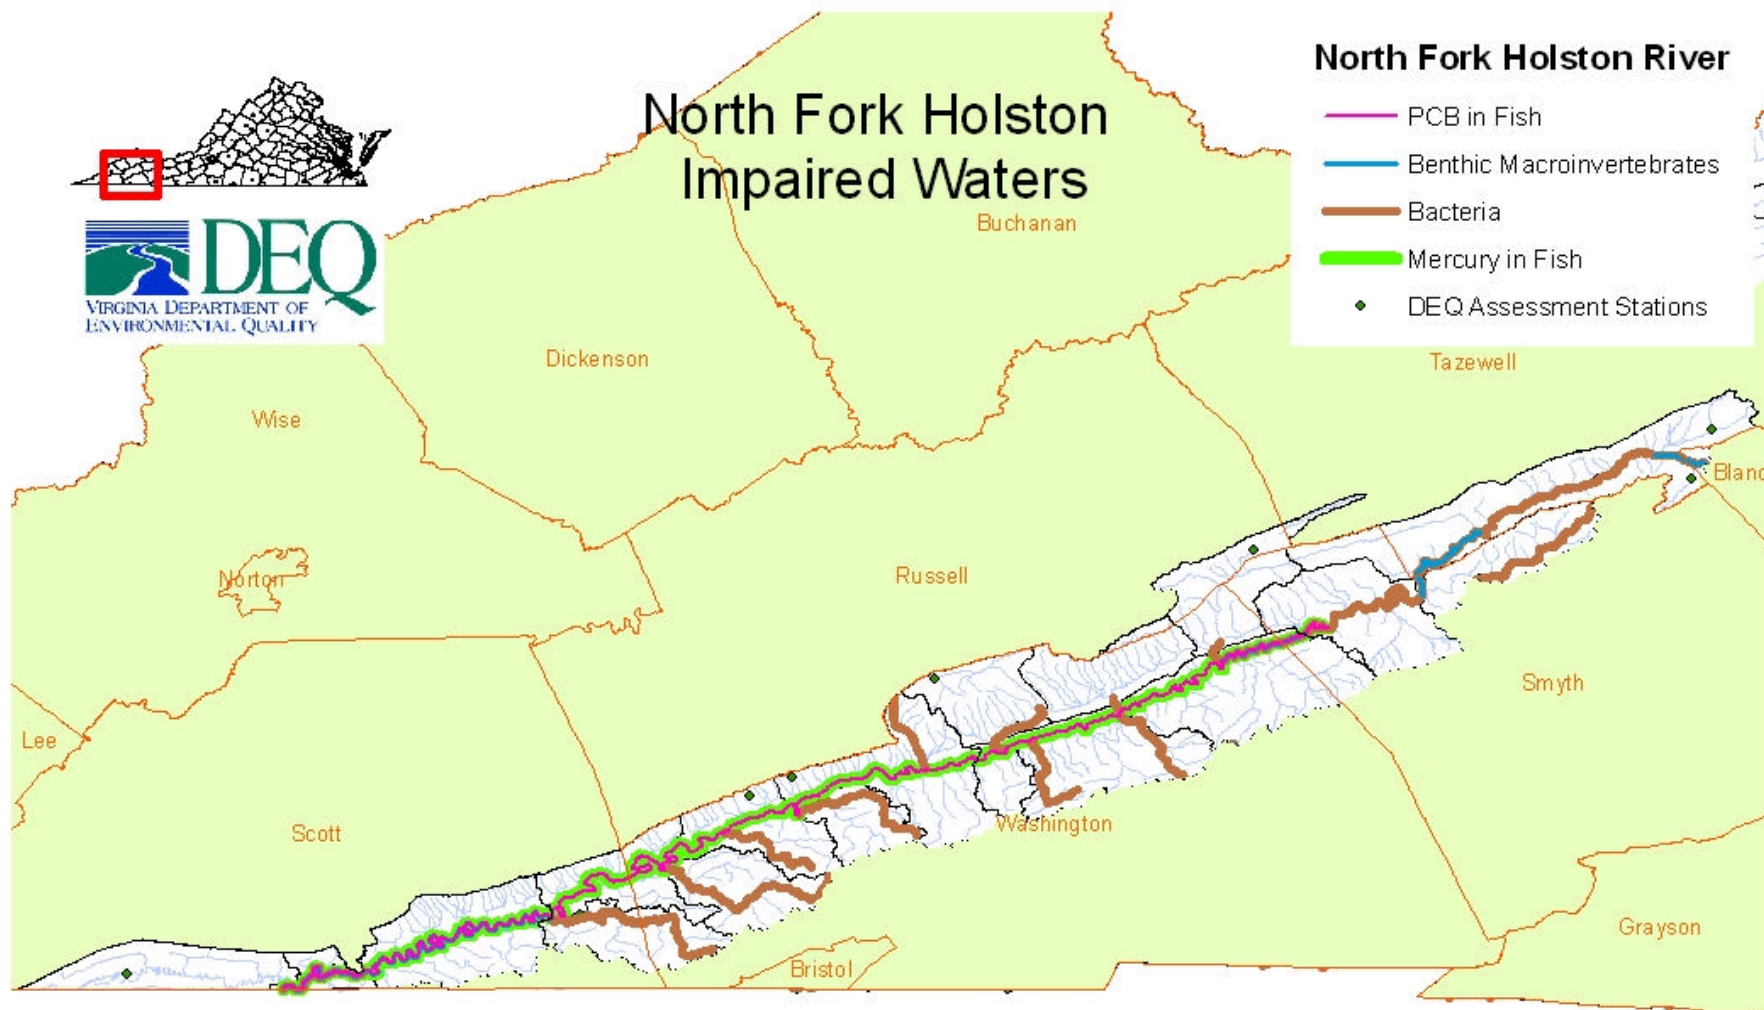 North Fork Holston
Impaired Waters
North Fork Holston River
PCB in Fish
Benthic Macroinvertebrates
Bacteria
Mercury in Fish
DEQ Assessment Stations
DEQ
VIRGINIA DEPARTMENT OF
ENVIRONMENTAL QUALITY
Buchanan
Dickenson
Tazewell
Wise
Bland
Norton
Russell
Smyth
Lee
Scott
Washington
Grayson
Bristol